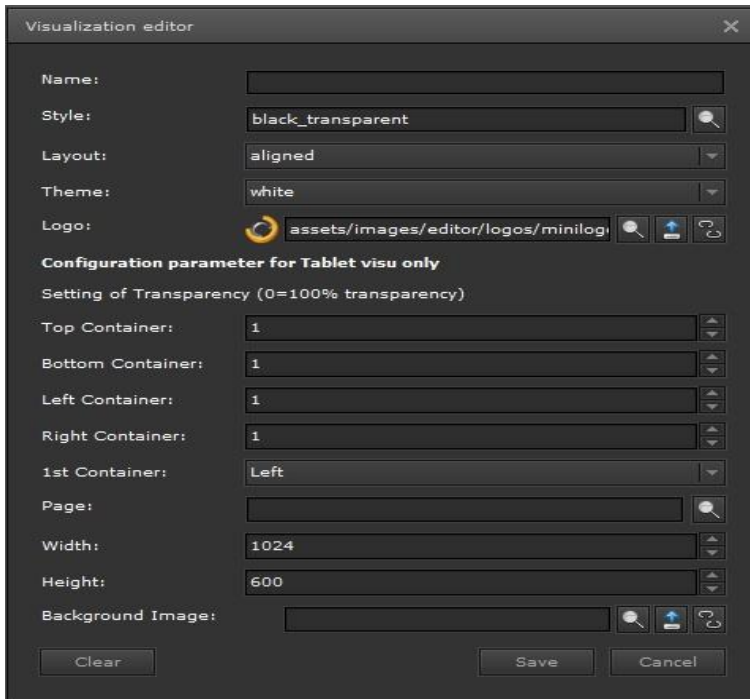 Visualization editor
Name:
Style: black_transparent
Layout: aligned
Theme: white
Logo: assets/images/editor/logos/minilogo
Configuration parameter for Tablet visu only
Setting of Transparency (0=100% transparency)
Top Container: 1
Bottom Container: 1
Left Container: 1
Right Container: 1
1st Container: Left
Page:
Width: 1024
Height: 600
Background Image:
Clear Save Cancel